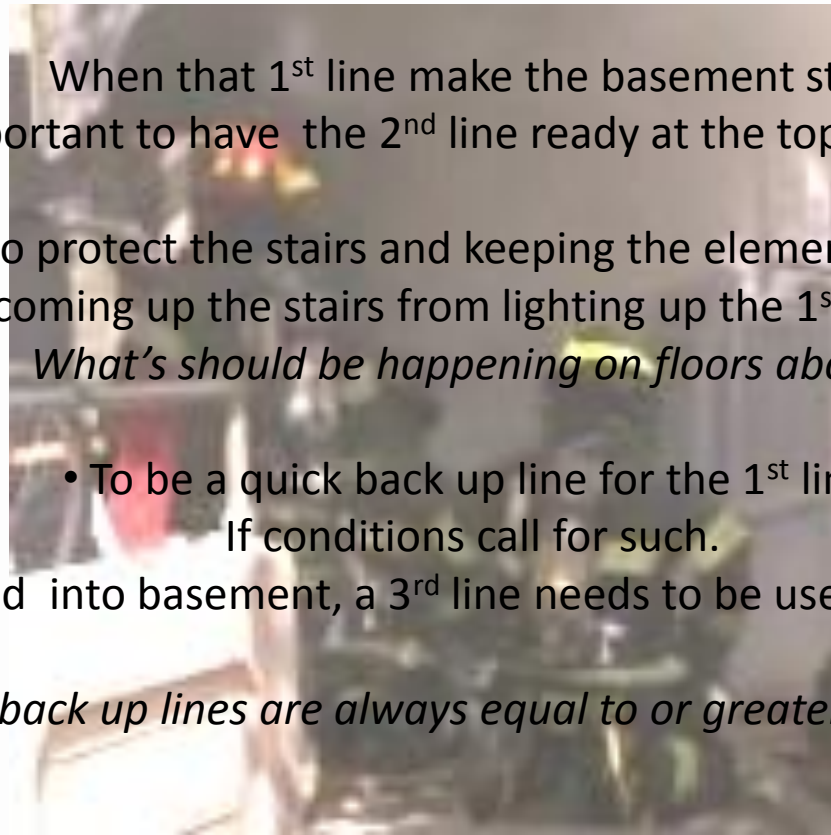 When that 1st line make the basement st
portant to have the 2nd line ready at the top
o protect the stairs and keeping the elemen
coming up the stairs from lighting up the 1s
What's should be happening on floors abo
• To be a quick back up line for the 1st lin
If conditions call for such.
d into basement, a 3rd line needs to be use
back up lines are always equal to or greater